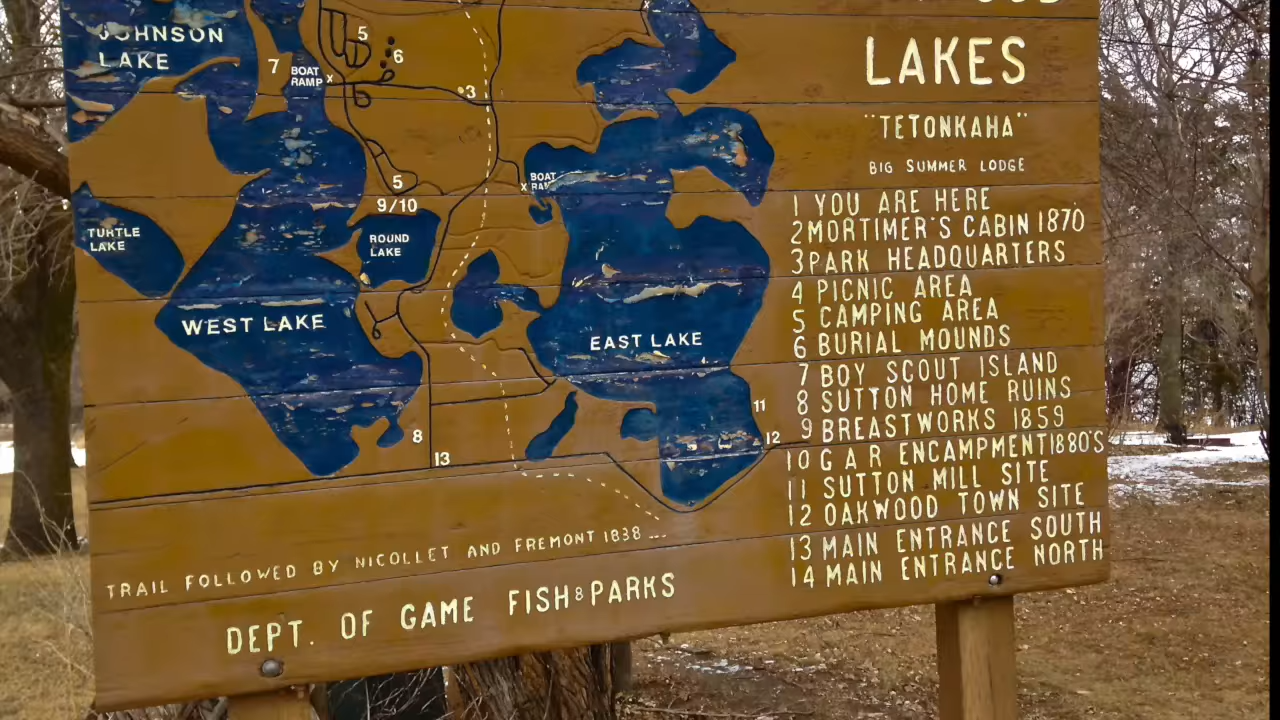 LAKES
"TETONKAHA"
BIG SUMMER LODGE
1 YOU ARE HERE
2 MORTIMER'S CABIN 1870
3 PARK HEADQUARTERS
4 PICNIC AREA
5 CAMPING AREA
6 BURIAL MOUNDS
7 BOY SCOUT ISLAND
8 SUTTON HOME RUINS
9 BREASTWORKS 1859
10 G A R ENCAMPMENT 1880'S
11 SUTTON MILL SITE
12 OAKWOOD TOWN SITE
13 MAIN ENTRANCE SOUTH
14 MAIN ENTRANCE NORTH
JOHNSON
LAKE
7
BOAT
RAMP X
5
6
3
5
9/10
X BOAT
TURTLE
LAKE
ROUND
LAKE
WEST LAKE
EAST LAKE
8
13
11
12
TRAIL FOLLOWED BY NICOLLET AND FREMONT 1838 ...
DEPT. OF GAME FISH & PARKS